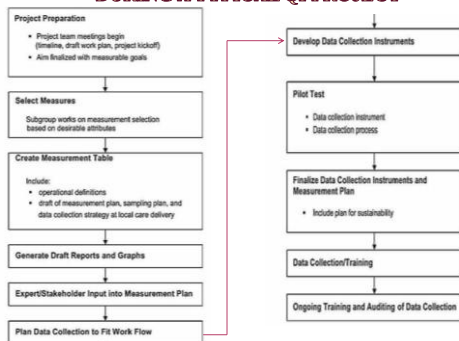 DURING A TYPICAL QI PROJECT
Project Preparation
• Project team meetings begin
(timeline, draft work plan, project kickoff)
• Aim finalized with measurable goals
Select Measures
Subgroup works on measurement selection
based on desirable attributes
Create Measurement Table
Include:
• operational definitions
• draft of measurement plan, sampling plan, and
data collection strategy at local care delivery
Generate Draft Reports and Graphs
Expert/Stakeholder Input into Measurement Plan
Plan Data Collection to Fit Work Flow
Develop Data Collection Instruments
Pilot Test
• Data collection instrument
• Data collection process
Finalize Data Collection Instruments and
Measurement Plan
• Include plan for sustainability
Data Collection/Training
Ongoing Training and Auditing of Data Collection